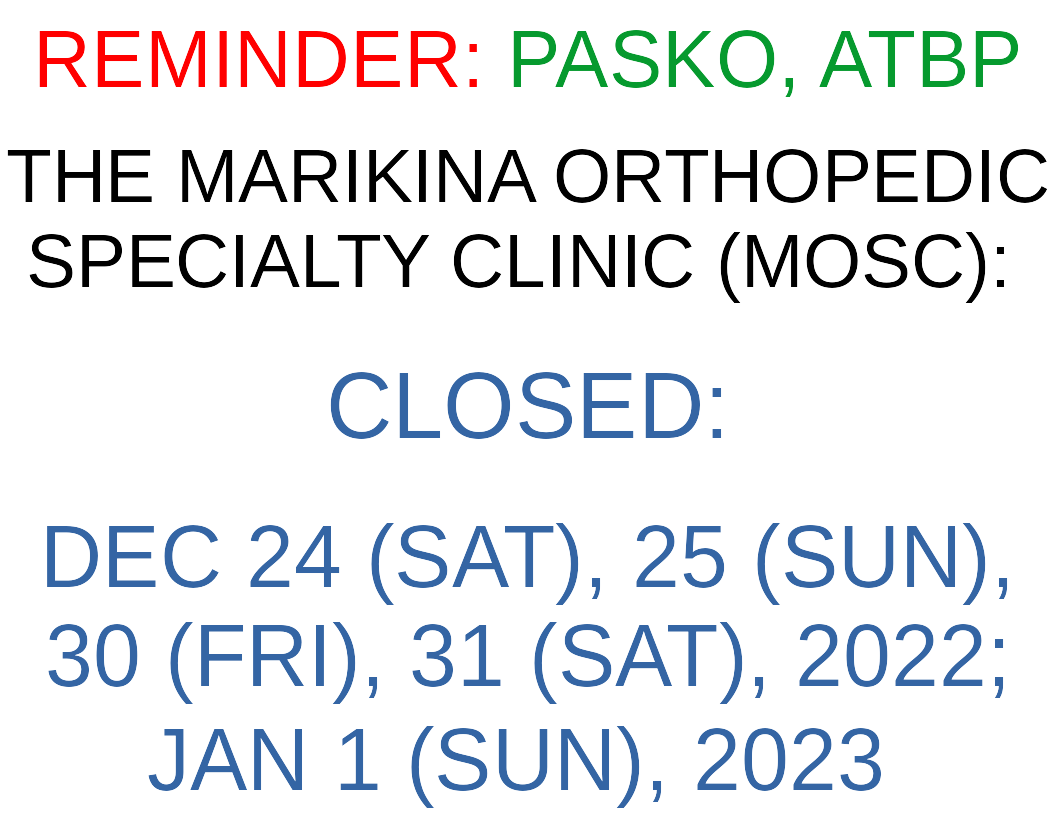 REMINDER: PASKO, ATBP
THE MARIKINA ORTHOPEDIC
SPECIALTY CLINIC (MOSC):
CLOSED:
DEC 24 (SAT), 25 (SUN),
30 (FRI), 31 (SAT), 2022;
JAN 1 (SUN), 2023